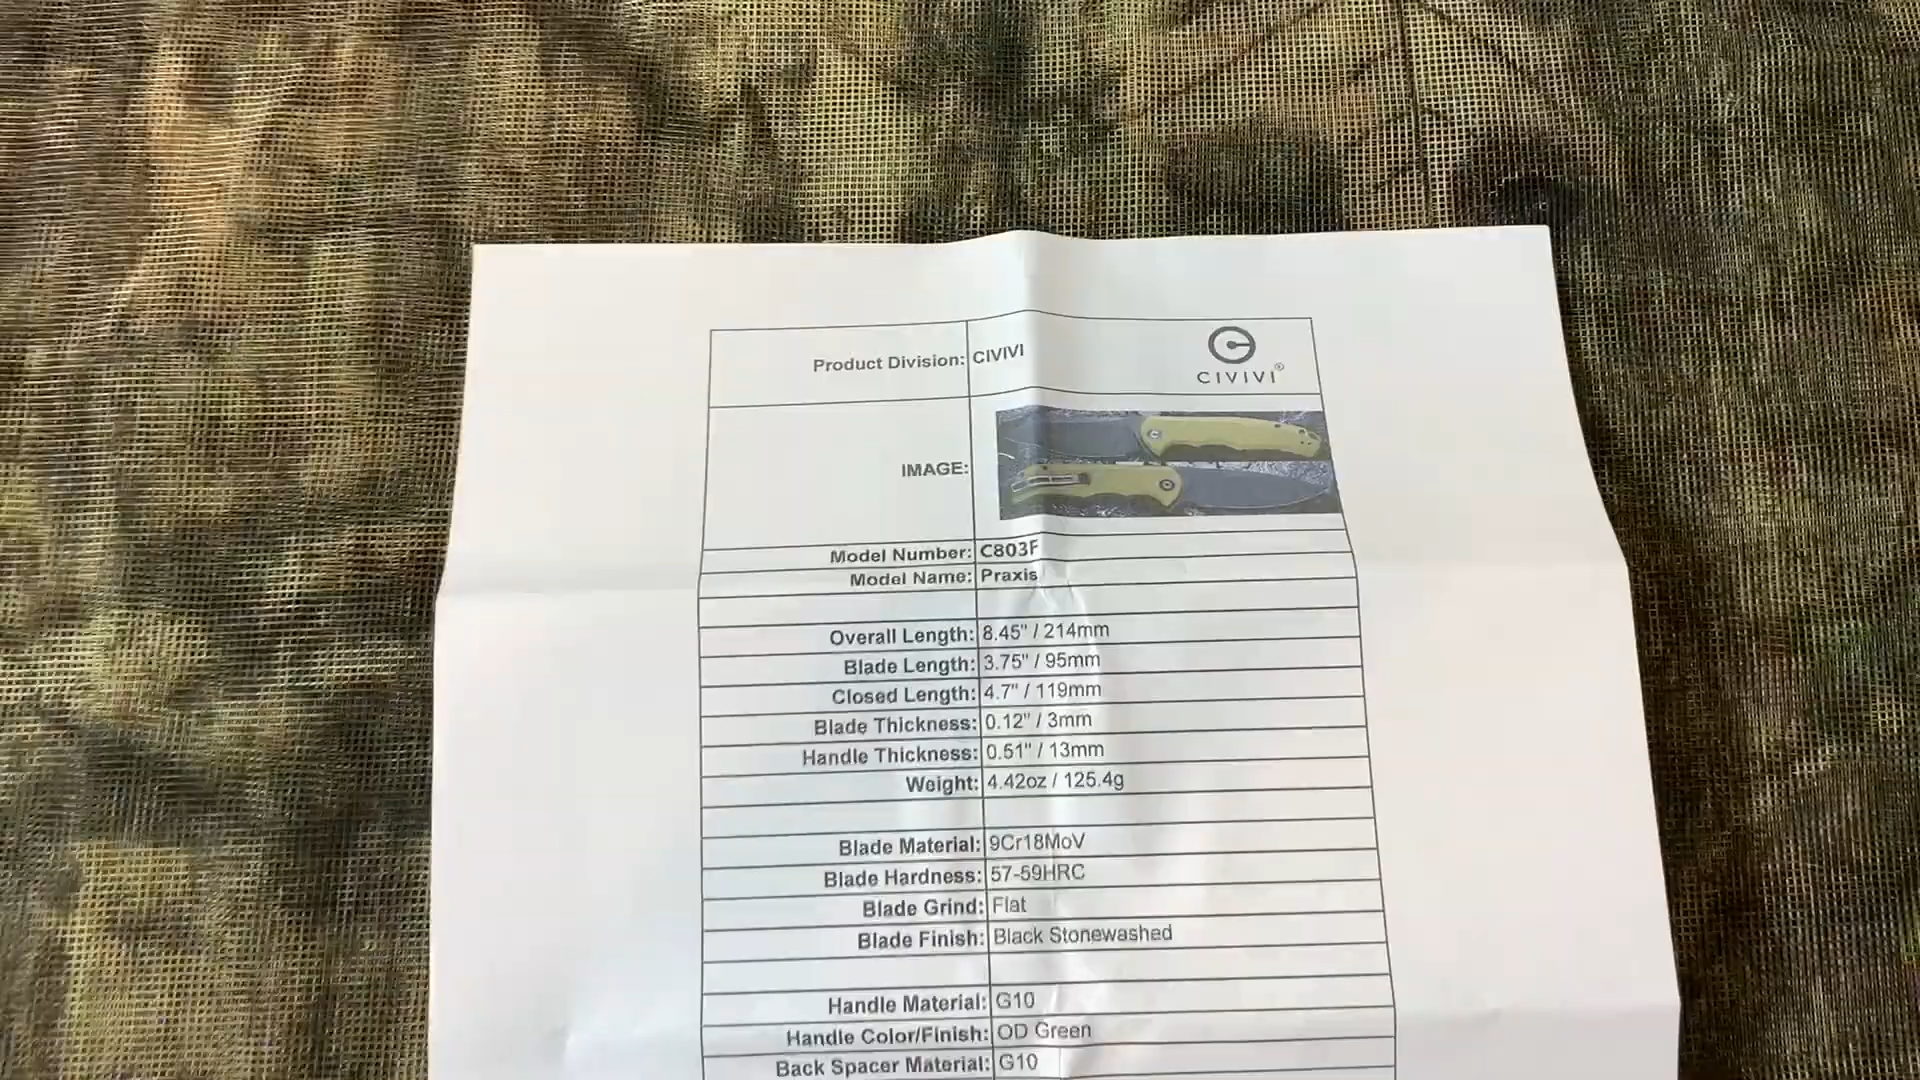 Product Division: CIVIVI
CIVIVI®
IMAGE:
Model Number: C803F
Model Name: Praxis
Overall Length: 8.45" / 214mm
Blade Length: 3.75" / 95mm
Closed Length: 4.7" / 119mm
Blade Thickness: 0.12" / 3mm
Handle Thickness: 0.51" / 13mm
Weight: 4.42oz / 125.4g
Blade Material: 9Cr18MoV
Blade Hardness: 57-59HRC
Blade Grind: Flat
Blade Finish: Black Stonewashed
Handle Material: G10
Handle Color/Finish: OD Green
Back Spacer Material: G10